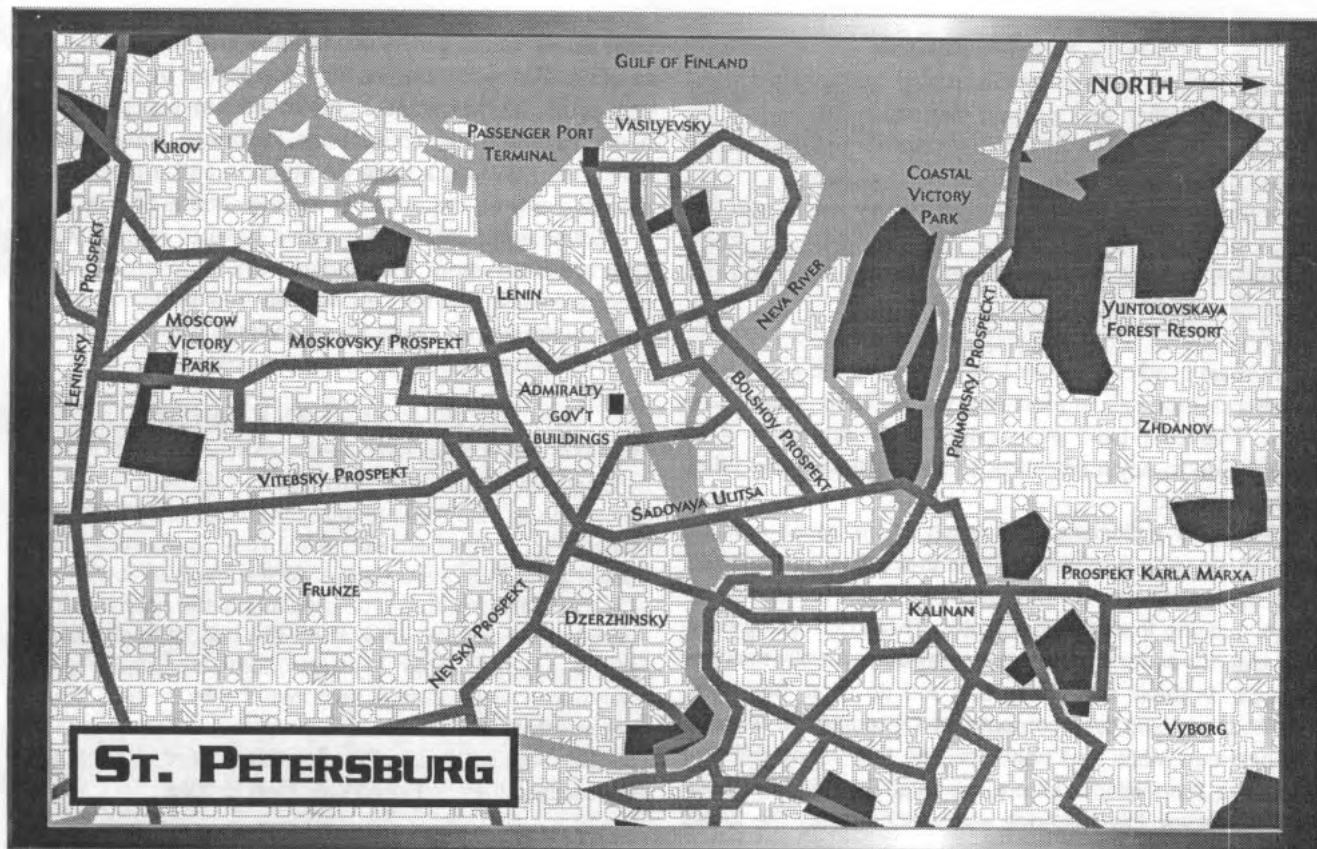 GULF OF FINLAND
NORTH
PASSENGER PORT
TERMINAL
VASILYEVSKY
KIROV
COASTAL
VICTORY
PARK
LENINSKY PROSPEKT
LENIN
NEVA RIVER
YUNTOLOVSKAYA
FOREST RESORT
MOSCOW
VICTORY
PARK
MOSKOVSKY PROSPEKT
ADMIRALTY
GOV'T
BUILDINGS
BOLSHOY PROSPEKT
PRIMORSKY PROSPECKT
ZHDANOV
VITEBSKY PROSPEKT
SADOVAYA ULITSA
FRUNZE
NEVSKY PROSPEKT
DZERZHINSKY
KALINAN
PROSPEKT KARLA MARXA
VYBORG
ST. PETERSBURG